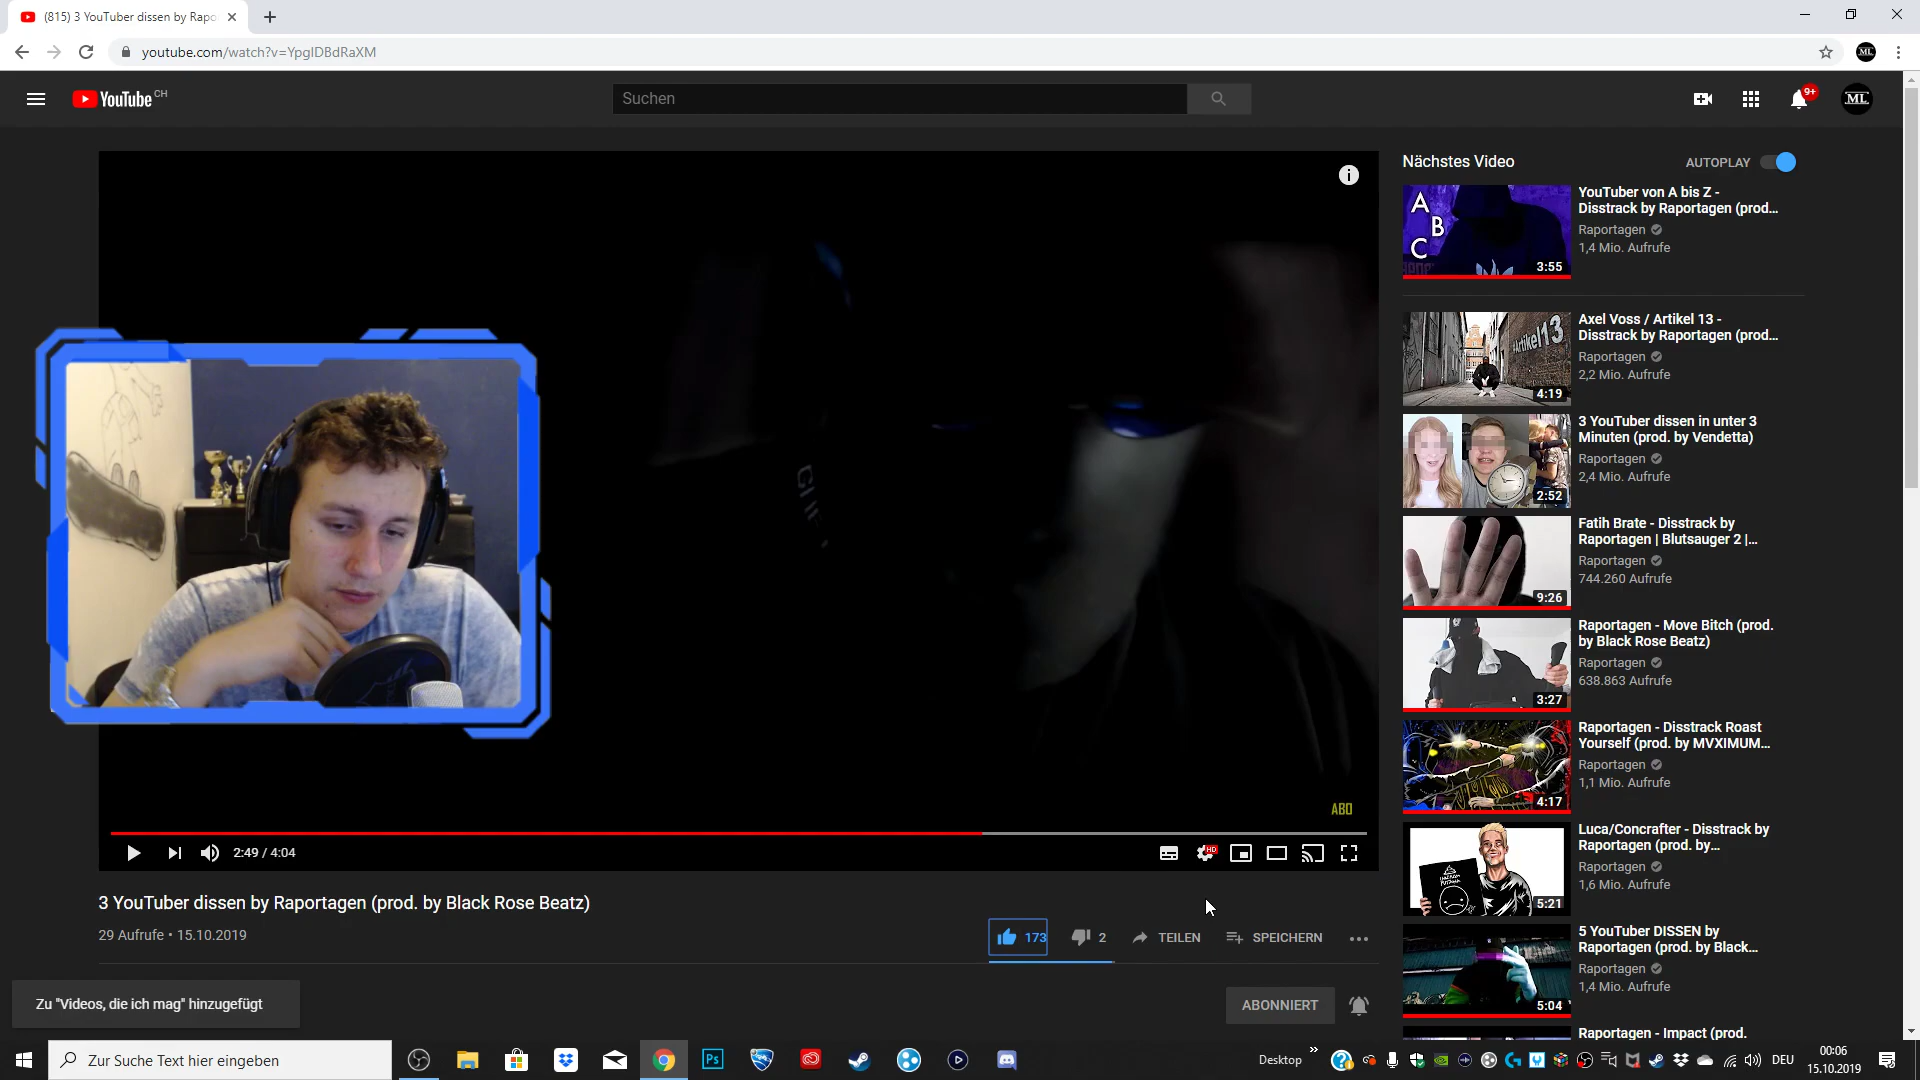 (815) 3 YouTuber dissen by Rapo
youtube.com/watch?v=YpgIDBdRaXM
YouTube CH
Suchen
9+
ML
Nächstes Video
AUTOPLAY
A
B
C
3:55
YouTuber von A bis Z -
Disstrack by Raportagen (prod...
Raportagen
1,4 Mio. Aufrufe
#Artikel13
4:19
Axel Voss / Artikel 13 -
Disstrack by Raportagen (prod...
Raportagen
2,2 Mio. Aufrufe
2:52
3 YouTuber dissen in unter 3
Minuten (prod. by Vendetta)
Raportagen
2,4 Mio. Aufrufe
9:26
Fatih Brate - Disstrack by
Raportagen | Blutsauger 2 |...
Raportagen
744.260 Aufrufe
3:27
Raportagen - Move Bitch (prod.
by Black Rose Beatz)
Raportagen
638.863 Aufrufe
4:17
Raportagen - Disstrack Roast
Yourself (prod. by MVXIMUM...
Raportagen
1,1 Mio. Aufrufe
5:21
Luca/Concrafter - Disstrack by
Raportagen (prod. by...
Raportagen
1,6 Mio. Aufrufe
5:04
5 YouTuber DISSEN by
Raportagen (prod. by Black...
Raportagen
1,4 Mio. Aufrufe
Raportagen - Impact (prod.
ABO
2:49 / 4:04
HD
3 YouTuber dissen by Raportagen (prod. by Black Rose Beatz)
29 Aufrufe • 15.10.2019
173
2
TEILEN
SPEICHERN
ABONNIERT
Zu "Videos, die ich mag" hinzugefügt
Zur Suche Text hier eingeben
Ps
Desktop
DEU
00:06
15.10.2019